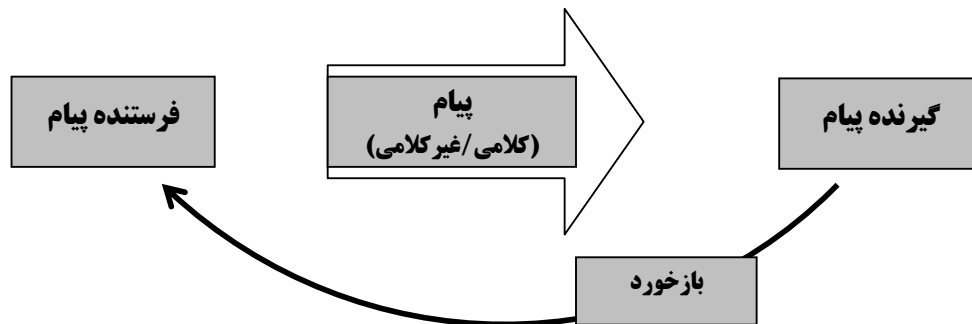 فرستنده پیام
پیام
(کلامی/غیرکلامی)
گیرنده پیام
بازخورد